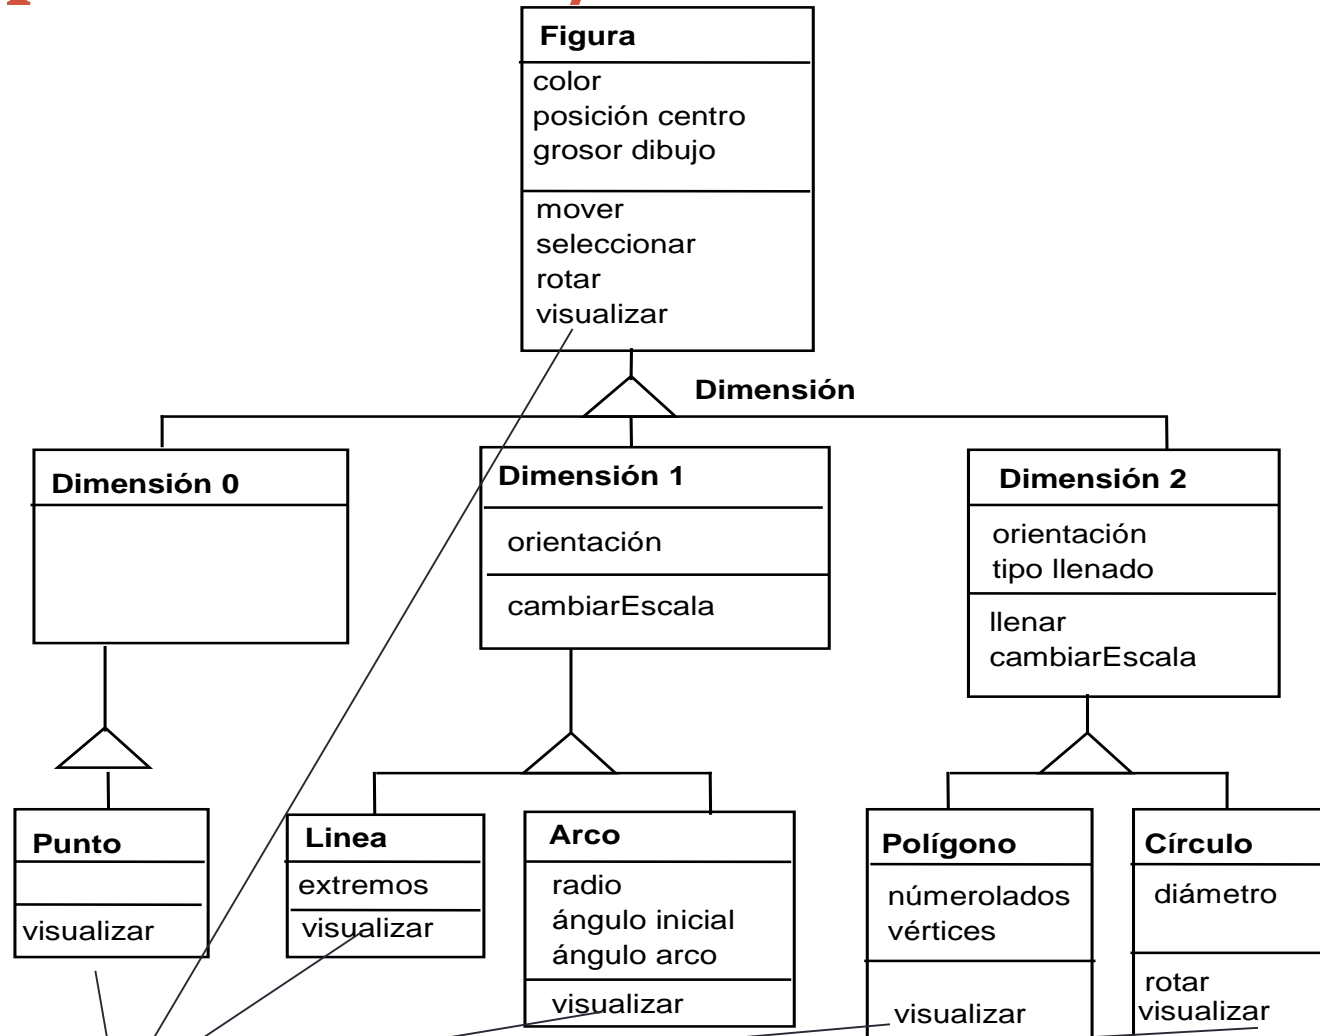 Figura
color
posición centro
grosor dibujo
mover
seleccionar
rotar
visualizar
Dimensión
Dimensión 0
Dimensión 1
orientación
cambiarEscala
Dimensión 2
orientación
tipo llenado
llenar
cambiarEscala
Punto
visualizar
Linea
extremos
visualizar
Arco
radio
ángulo inicial
ángulo arco
visualizar
Polígono
númerolados
vértices
visualizar
Círculo
diámetro
rotar
visualizar